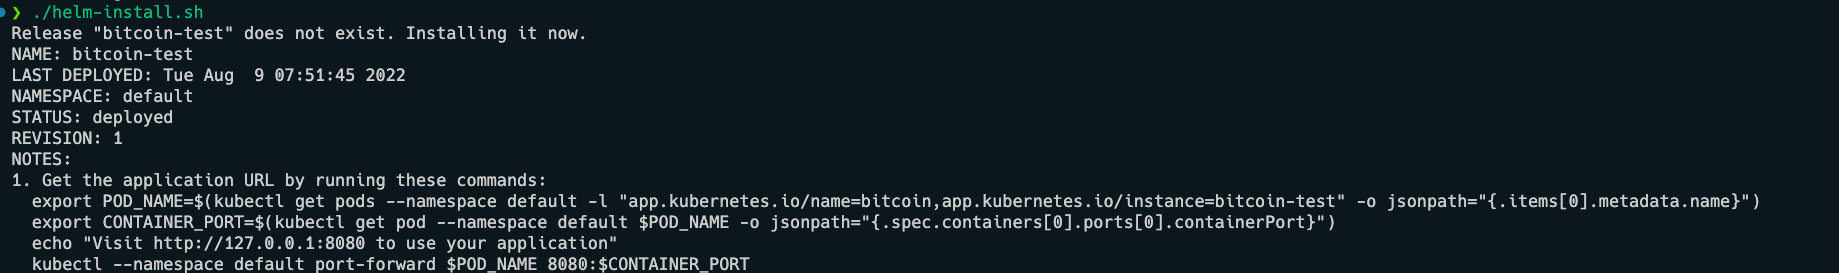 ❯ ./helm-install.sh
Release "bitcoin-test" does not exist. Installing it now.
NAME: bitcoin-test
LAST DEPLOYED: Tue Aug  9 07:51:45 2022
NAMESPACE: default
STATUS: deployed
REVISION: 1
NOTES:
1. Get the application URL by running these commands:
  export POD_NAME=$(kubectl get pods --namespace default -l "app.kubernetes.io/name=bitcoin,app.kubernetes.io/instance=bitcoin-test" -o jsonpath="{.items[0].metadata.name}")
  export CONTAINER_PORT=$(kubectl get pod --namespace default $POD_NAME -o jsonpath="{.spec.containers[0].ports[0].containerPort}")
  echo "Visit http://127.0.0.1:8080 to use your application"
  kubectl --namespace default port-forward $POD_NAME 8080:$CONTAINER_PORT